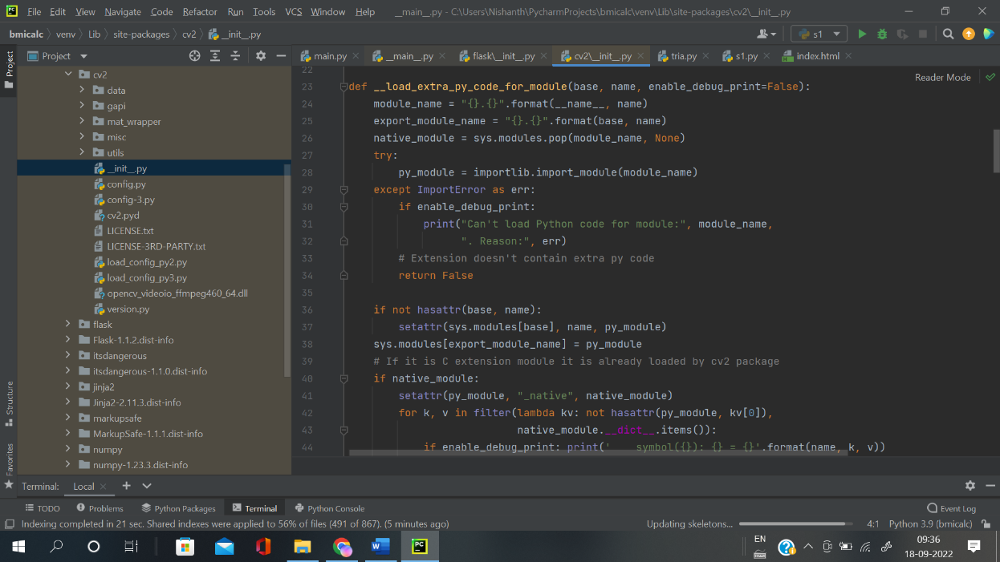 PC File Edit View Navigate Code Refactor Run Tools VCS Window Help __main__.py - C:\Users\Nishanth\PycharmProjects\bmicalc\venv\Lib\site-packages\cv2\__init__.py
bmicalc venv Lib site-packages cv2 __init__.py s1
Project Project main.py __main__.py flask\__init__.py cv2\__init__.py tria.py s1.py index.html
Reader Mode
cv2
data
gapi
mat_wrapper
misc
utils
__init__.py
config.py
config-3.py
cv2.pyd
LICENSE.txt
LICENSE-3RD-PARTY.txt
load_config_py2.py
load_config_py3.py
opencv_videoio_ffmpeg460_64.dll
version.py
flask
Flask-1.1.2.dist-info
itsdangerous
itsdangerous-1.1.0.dist-info
jinja2
Jinja2-2.11.3.dist-info
markupsafe
MarkupSafe-1.1.1.dist-info
numpy
numpy-1.23.3.dist-info
Structure
Favorites
22
23 def __load_extra_py_code_for_module(base, name, enable_debug_print=False):
24 module_name = "{}.{}".format(__name__, name)
25 export_module_name = "{}.{}".format(base, name)
26 native_module = sys.modules.pop(module_name, None)
27 try:
28 py_module = importlib.import_module(module_name)
29 except ImportError as err:
30 if enable_debug_print:
31 print("Can't load Python code for module:", module_name,
32 ". Reason:", err)
33 # Extension doesn't contain extra py code
34 return False
35
36 if not hasattr(base, name):
37 setattr(sys.modules[base], name, py_module)
38 sys.modules[export_module_name] = py_module
39 # If it is C extension module it is already loaded by cv2 package
40 if native_module:
41 setattr(py_module, "_native", native_module)
42 for k, v in filter(lambda kv: not hasattr(py_module, kv[0]),
43 native_module.__dict__.items()):
44 if enable_debug_print: print('    symbol({}): {} = {}'.format(name, k, v))
Terminal: Local
TODO Problems Python Packages Terminal Python Console Event Log
Indexing completed in 21 sec. Shared indexes were applied to 56% of files (491 of 867). (5 minutes ago) Updating skeletons... 4:1 Python 3.9 (bmicalc)
W PC EN 09:36
18-09-2022